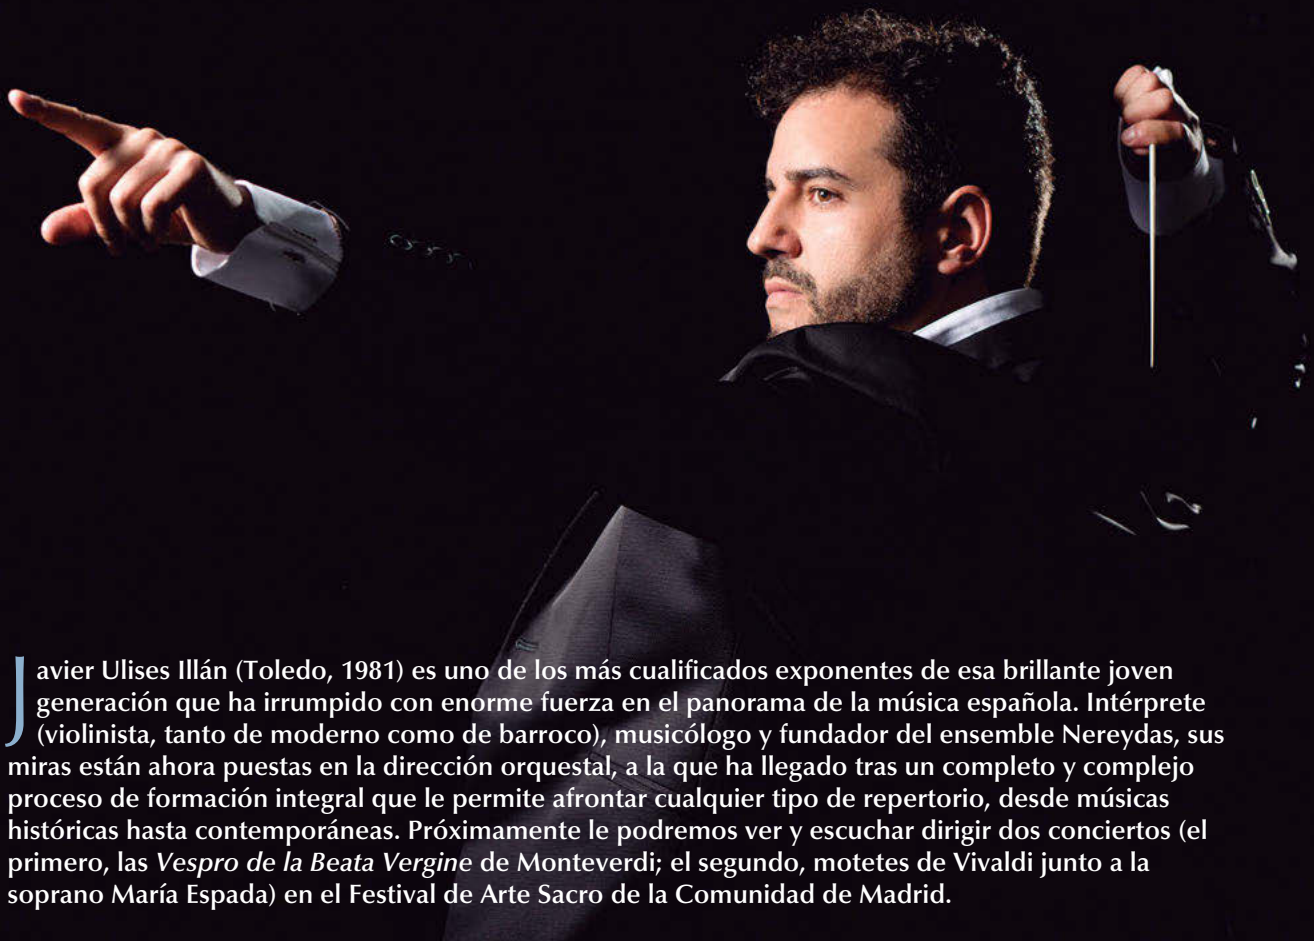 Javier Ulises Illán (Toledo, 1981) es uno de los más cualificados exponentes de esa brillante joven
generación que ha irrumpido con enorme fuerza en el panorama de la música española. Intérprete
(violinista, tanto de moderno como de barroco), musicólogo y fundador del ensemble Nereydas, sus
miras están ahora puestas en la dirección orquestal, a la que ha llegado tras un completo y complejo
proceso de formación integral que le permite afrontar cualquier tipo de repertorio, desde músicas
históricas hasta contemporáneas. Próximamente le podremos ver y escuchar dirigir dos conciertos (el
primero, las Vespro de la Beata Vergine de Monteverdi; el segundo, motetes de Vivaldi junto a la
soprano María Espada) en el Festival de Arte Sacro de la Comunidad de Madrid.